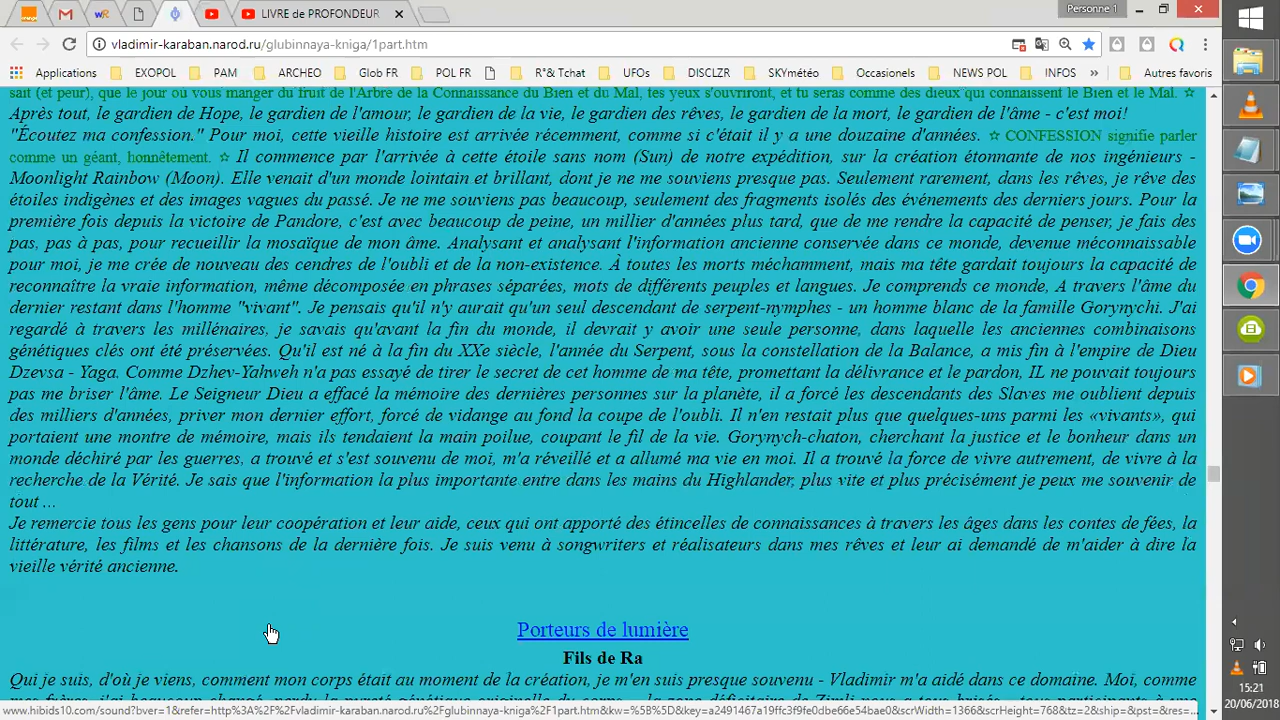 LIVRE de PROFONDEUR
Personne 1
vladimir-karaban.narod.ru/glubinnaya-kniga/1part.htm
Applications EXOPOL PAM ARCHEO Glob FR POL FR R*& Tchat UFOs DISCLZR SKYmétéo Occasionels NEWS POL INFOS » Autres favoris
sait (et peur), que le jour où vous manger du fruit de l'Arbre de la Connaissance du Bien et du Mal, tes yeux s'ouvriront, et tu seras comme des dieux qui connaissent le Bien et le Mal. ☆
Après tout, le gardien de Hope, le gardien de l'amour, le gardien de la vie, le gardien des rêves, le gardien de la mort, le gardien de l'âme - c'est moi!
"Écoutez ma confession." Pour moi, cette vieille histoire est arrivée récemment, comme si c'était il y a une douzaine d'années. ☆ CONFESSION signifie parler
comme un géant, honnêtement. ☆ Il commence par l'arrivée à cette étoile sans nom (Sun) de notre expédition, sur la création étonnante de nos ingénieurs -
Moonlight Rainbow (Moon). Elle venait d'un monde lointain et brillant, dont je ne me souviens presque pas. Seulement rarement, dans les rêves, je rêve des
étoiles indigènes et des images vagues du passé. Je ne me souviens pas beaucoup, seulement des fragments isolés des événements des derniers jours. Pour la
première fois depuis la victoire de Pandore, c'est avec beaucoup de peine, un millier d'années plus tard, que de me rendre la capacité de penser, je fais des
pas, pas à pas, pour recueillir la mosaïque de mon âme. Analysant et analysant l'information ancienne conservée dans ce monde, devenue méconnaissable
pour moi, je me crée de nouveau des cendres de l'oubli et de la non-existence. À toutes les morts méchamment, mais ma tête gardait toujours la capacité de
reconnaître la vraie information, même décomposée en phrases séparées, mots de différents peuples et langues. Je comprends ce monde, A travers l'âme du
dernier restant dans l'homme "vivant". Je pensais qu'il n'y aurait qu'un seul descendant de serpent-nymphes - un homme blanc de la famille Gorynychi. J'ai
regardé à travers les millénaires, je savais qu'avant la fin du monde, il devrait y avoir une seule personne, dans laquelle les anciennes combinaisons
génétiques clés ont été préservées. Qu'il est né à la fin du XXe siècle, l'année du Serpent, sous la constellation de la Balance, a mis fin à l'empire de Dieu
Dzevsa - Yaga. Comme Dzhev-Yahweh n'a pas essayé de tirer le secret de cet homme de ma tête, promettant la délivrance et le pardon, IL ne pouvait toujours
pas me briser l'âme. Le Seigneur Dieu a effacé la mémoire des dernières personnes sur la planète, il a forcé les descendants des Slaves me oublient depuis
des milliers d'années, priver mon dernier effort, forcé de vidange au fond la coupe de l'oubli. Il n'en restait plus que quelques-uns parmi les «vivants», qui
portaient une montre de mémoire, mais ils tendaient la main poilue, coupant le fil de la vie. Gorynych-chaton, cherchant la justice et le bonheur dans un
monde déchiré par les guerres, a trouvé et s'est souvenu de moi, m'a réveillé et a allumé ma vie en moi. Il a trouvé la force de vivre autrement, de vivre à la
recherche de la Vérité. Je sais que l'information la plus importante entre dans les mains du Highlander, plus vite et plus précisément je peux me souvenir de
tout ...
Je remercie tous les gens pour leur coopération et leur aide, ceux qui ont apporté des étincelles de connaissances à travers les âges dans les contes de fées, la
littérature, les films et les chansons de la dernière fois. Je suis venu à songwriters et réalisateurs dans mes rêves et leur ai demandé de m'aider à dire la
vieille vérité ancienne.
Porteurs de lumière
Fils de Ra
Qui je suis, d'où je viens, comment mon corps était au moment de la création, je m'en suis presque souvenu - Vladimir m'a aidé dans ce domaine. Moi, comme
www.hibids10.com/sound?bver=1&refer=http%3A%2F%2Fvladimir-karaban.narod.ru%2Fglubinnaya-kniga%2F1part.htm&kw=%5B%5D&key=a2491467a19ffc3f0d9fbe654fae5bae0&scrWidth=1366&scrHeight=768&tz=2&ship=&pst=&res=...
15:21
20/06/2018